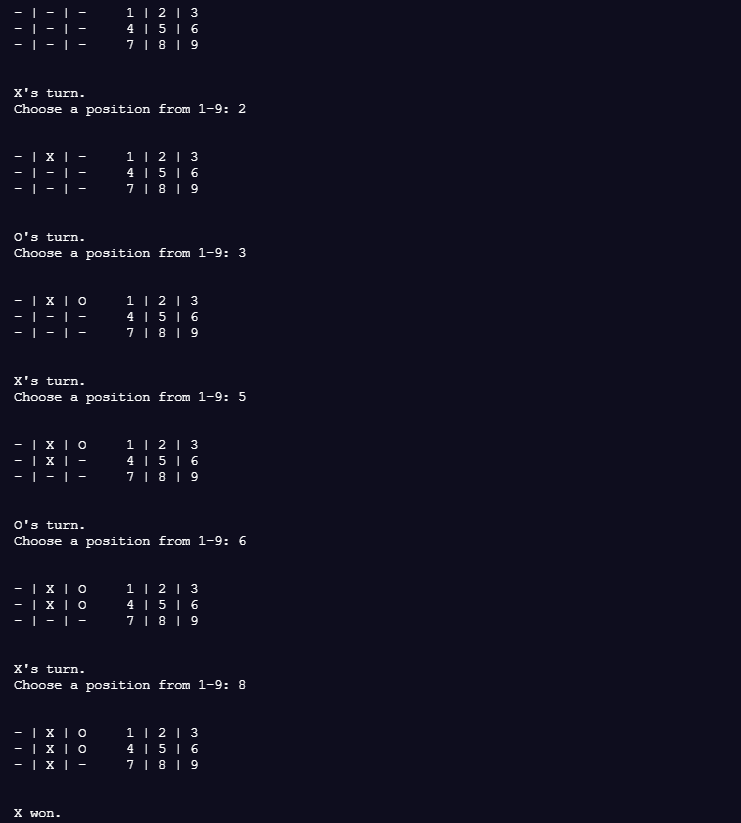 - | - | -     1 | 2 | 3
- | - | -     4 | 5 | 6
- | - | -     7 | 8 | 9
X's turn.
Choose a position from 1-9: 2
- | X | -     1 | 2 | 3
- | - | -     4 | 5 | 6
- | - | -     7 | 8 | 9
O's turn.
Choose a position from 1-9: 3
- | X | O     1 | 2 | 3
- | - | -     4 | 5 | 6
- | - | -     7 | 8 | 9
X's turn.
Choose a position from 1-9: 5
- | X | O     1 | 2 | 3
- | X | -     4 | 5 | 6
- | - | -     7 | 8 | 9
O's turn.
Choose a position from 1-9: 6
- | X | O     1 | 2 | 3
- | X | O     4 | 5 | 6
- | - | -     7 | 8 | 9
X's turn.
Choose a position from 1-9: 8
- | X | O     1 | 2 | 3
- | X | O     4 | 5 | 6
- | X | -     7 | 8 | 9
X won.